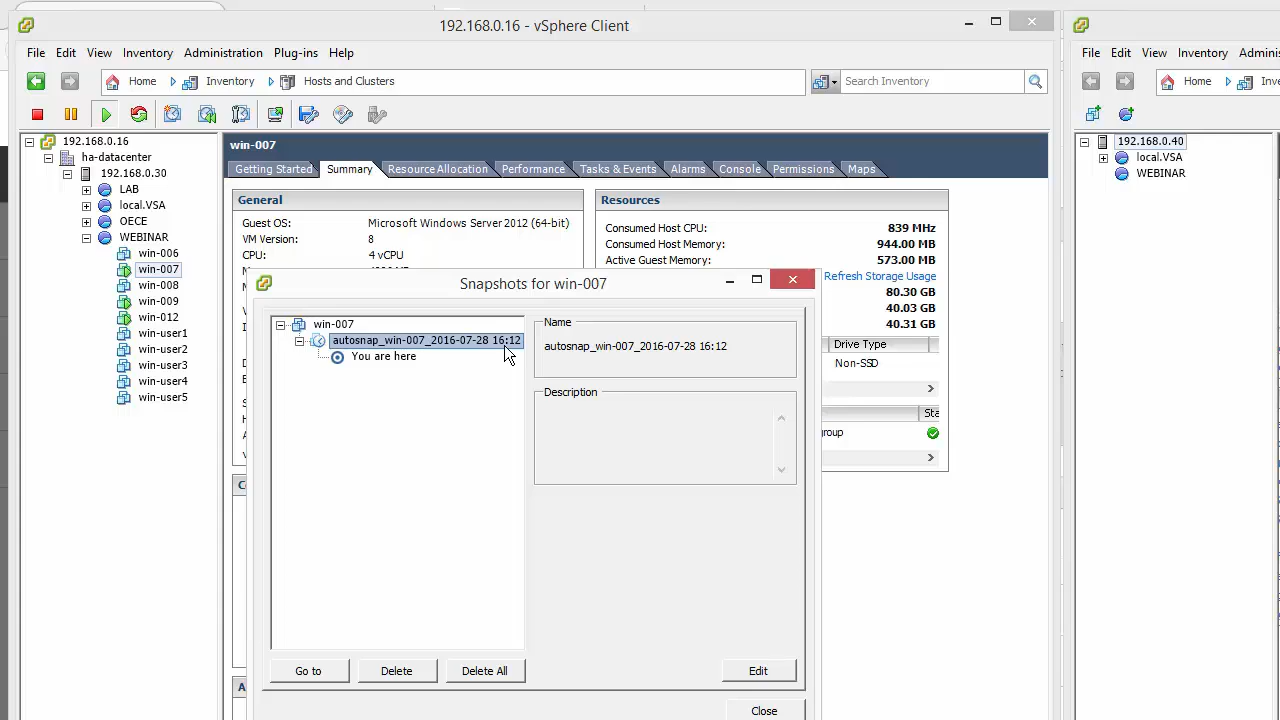 192.168.0.16 - vSphere Client
File Edit View Inventory Administration Plug-ins Help
Home Inventory Hosts and Clusters
Search Inventory
192.168.0.16
ha-datacenter
192.168.0.30
LAB
local.VSA
OECE
WEBINAR
win-006
win-007
win-008
win-009
win-012
win-user1
win-user2
win-user3
win-user4
win-user5
win-007
Getting Started Summary Resource Allocation Performance Tasks & Events Alarms Console Permissions Maps
General
Guest OS: Microsoft Windows Server 2012 (64-bit)
VM Version: 8
CPU: 4 vCPU
Resources
Consumed Host CPU: 839 MHz
Consumed Host Memory: 944.00 MB
Active Guest Memory: 573.00 MB
Refresh Storage Usage
80.30 GB
40.03 GB
40.31 GB
Drive Type
Non-SSD
Sta
group
Snapshots for win-007
win-007
autosnap_win-007_2016-07-28 16:12
You are here
Name
autosnap_win-007_2016-07-28 16:12
Description
Go to Delete Delete All Edit
Close
File Edit View Inventory Adminis
Home Inv
192.168.0.40
local.VSA
WEBINAR